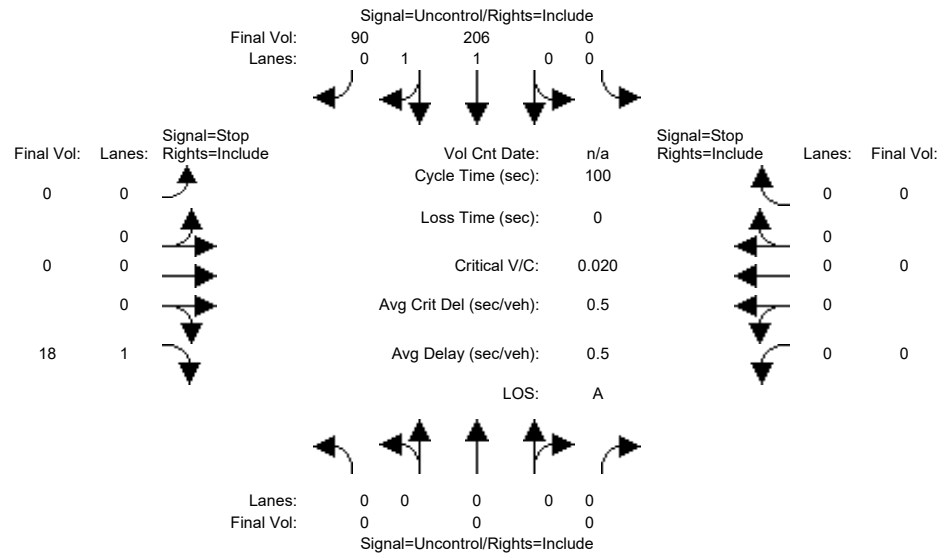 Signal=Uncontrol/Rights=Include
Final Vol: 90 206 0
Lanes: 0 1 1 0 0
Signal=Stop Signal=Stop
Final Vol: Lanes: Rights=Include Vol Cnt Date: n/a Rights=Include Lanes: Final Vol:
Cycle Time (sec): 100
0 0 0 0
Loss Time (sec): 0
0 0
0 0 Critical V/C: 0.020 0 0
0 Avg Crit Del (sec/veh): 0.5 0
18 1 Avg Delay (sec/veh): 0.5 0 0
LOS: A
Lanes: 0 0 0 0 0
Final Vol: 0 0 0
Signal=Uncontrol/Rights=Include